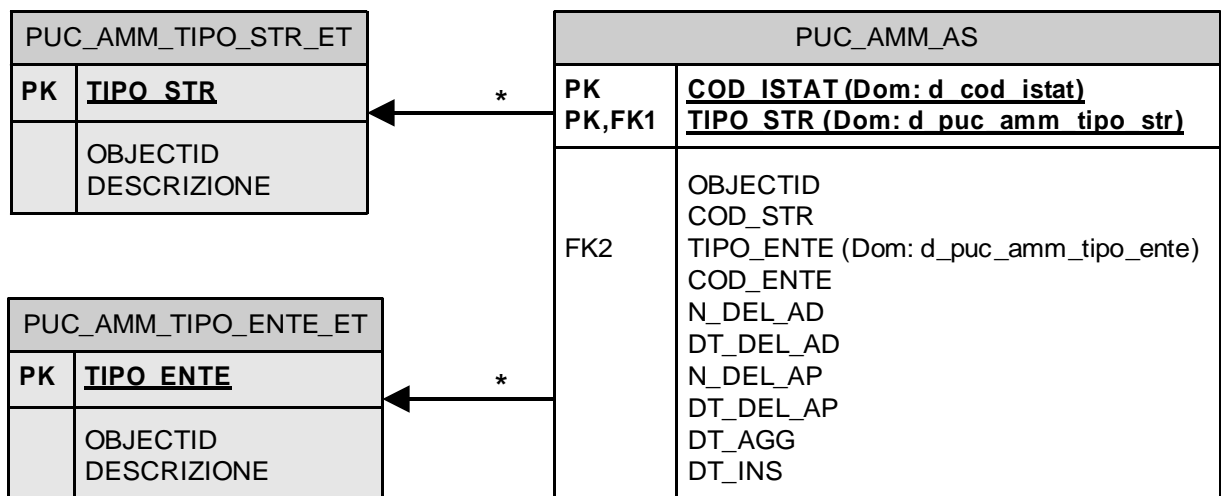 PUC_AMM_TIPO_STR_ET
PK TIPO_STR
OBJECTID
DESCRIZIONE
*
PUC_AMM_AS
PK COD_ISTAT (Dom: d_cod_istat)
PK,FK1 TIPO_STR (Dom: d_puc_amm_tipo_str)
OBJECTID
COD_STR
FK2 TIPO_ENTE (Dom: d_puc_amm_tipo_ente)
COD_ENTE
N_DEL_AD
DT_DEL_AD
N_DEL_AP
DT_DEL_AP
DT_AGG
DT_INS
PUC_AMM_TIPO_ENTE_ET
PK TIPO_ENTE
OBJECTID
DESCRIZIONE
*